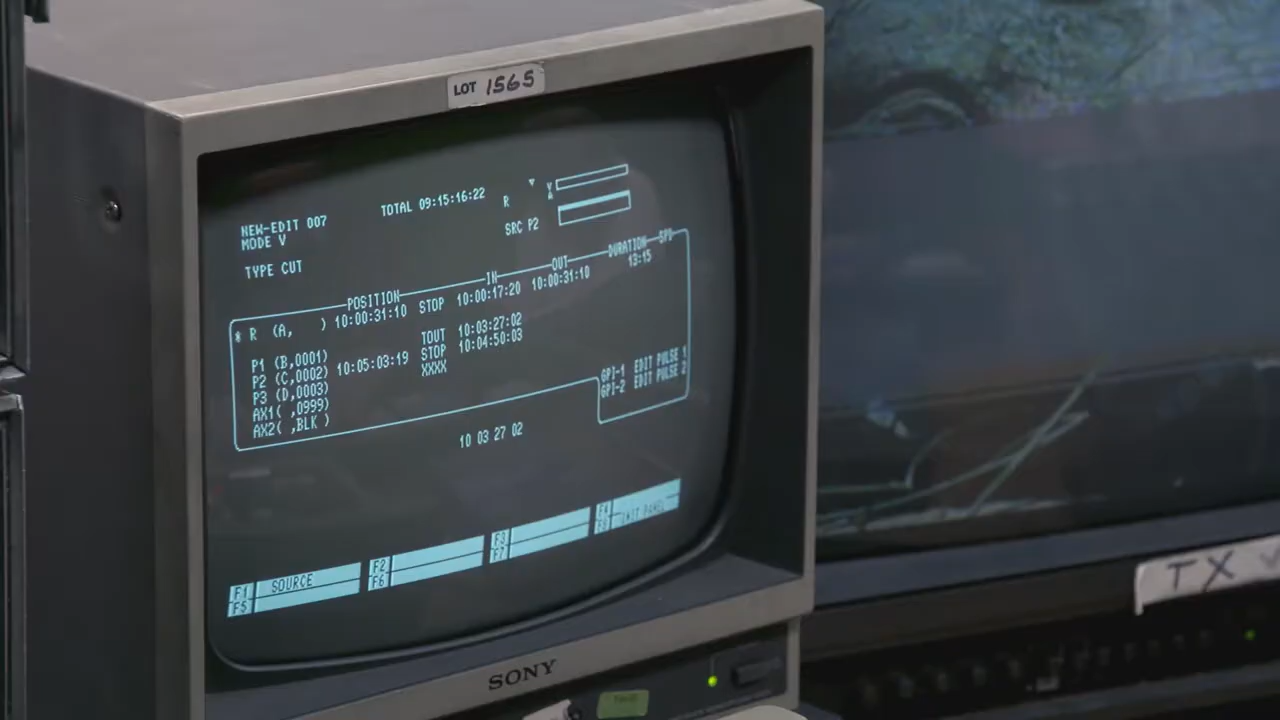 LOT 1565
NEW-EDIT 007 TOTAL 09:15:16:22 R
MODE V SRC P2
TYPE CUT
POSITION IN OUT DURATION SPD
* R (A, ) 10:00:31:10 STOP 10:00:17:20 10:00:31:10 13:15
P1 (B,0001) TOUT 10:03:27:02
P2 (C,0002) 10:05:03:19 STOP 10:04:50:03
P3 (D,0003) XXXX
AX1( ,0999) GPI-1 EDIT PULSE 1
AX2( ,BLK ) GPI-2 EDIT PULSE 2
10 03 27 02
F1 SOURCE F2 F3 F4
F5 F6 F7 F8 EXIT PANEL
SONY
TX